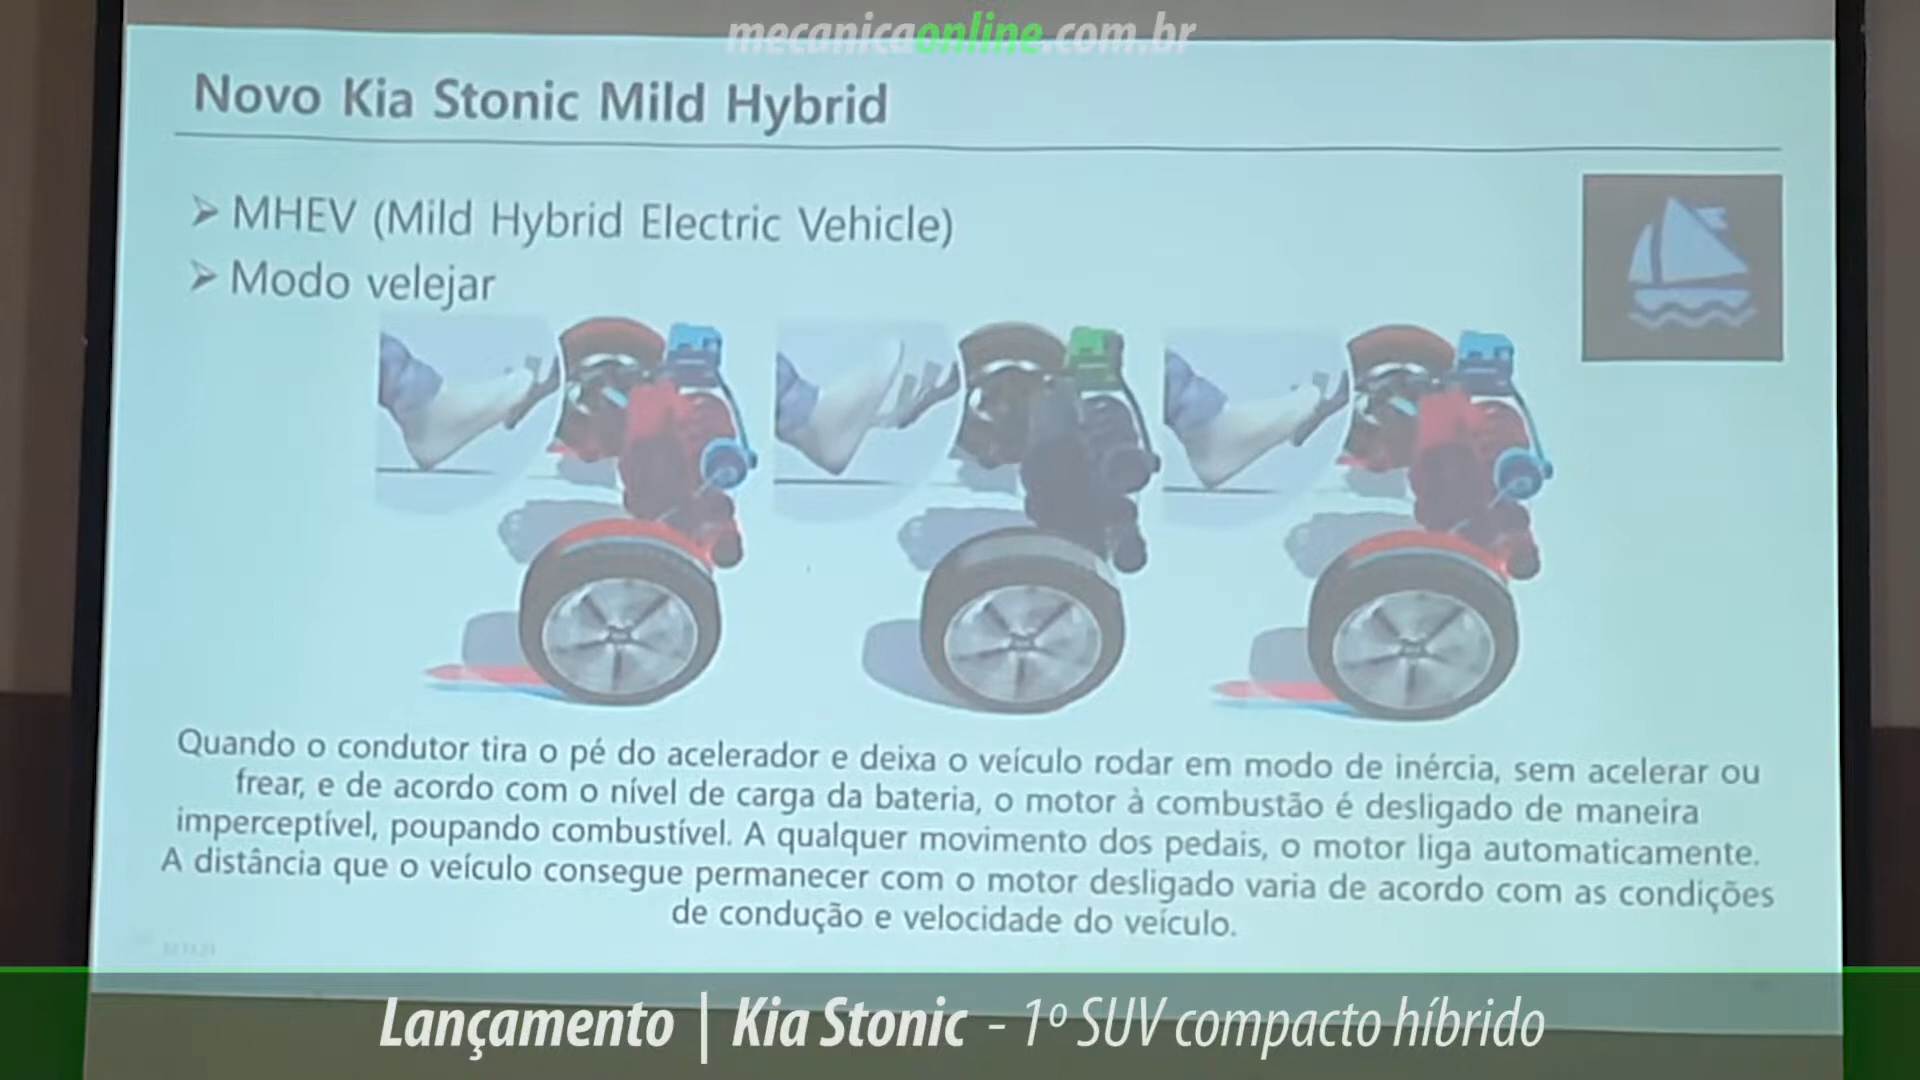 mecanicaonline.com.br
Novo Kia Stonic Mild Hybrid
➢ MHEV (Mild Hybrid Electric Vehicle)
➢ Modo velejar
Quando o condutor tira o pé do acelerador e deixa o veículo rodar em modo de inércia, sem acelerar ou
frear, e de acordo com o nível de carga da bateria, o motor à combustão é desligado de maneira
imperceptível, poupando combustível. A qualquer movimento dos pedais, o motor liga automaticamente.
A distância que o veículo consegue permanecer com o motor desligado varia de acordo com as condições
de condução e velocidade do veículo.
Lançamento | Kia Stonic - 1º SUV compacto híbrido